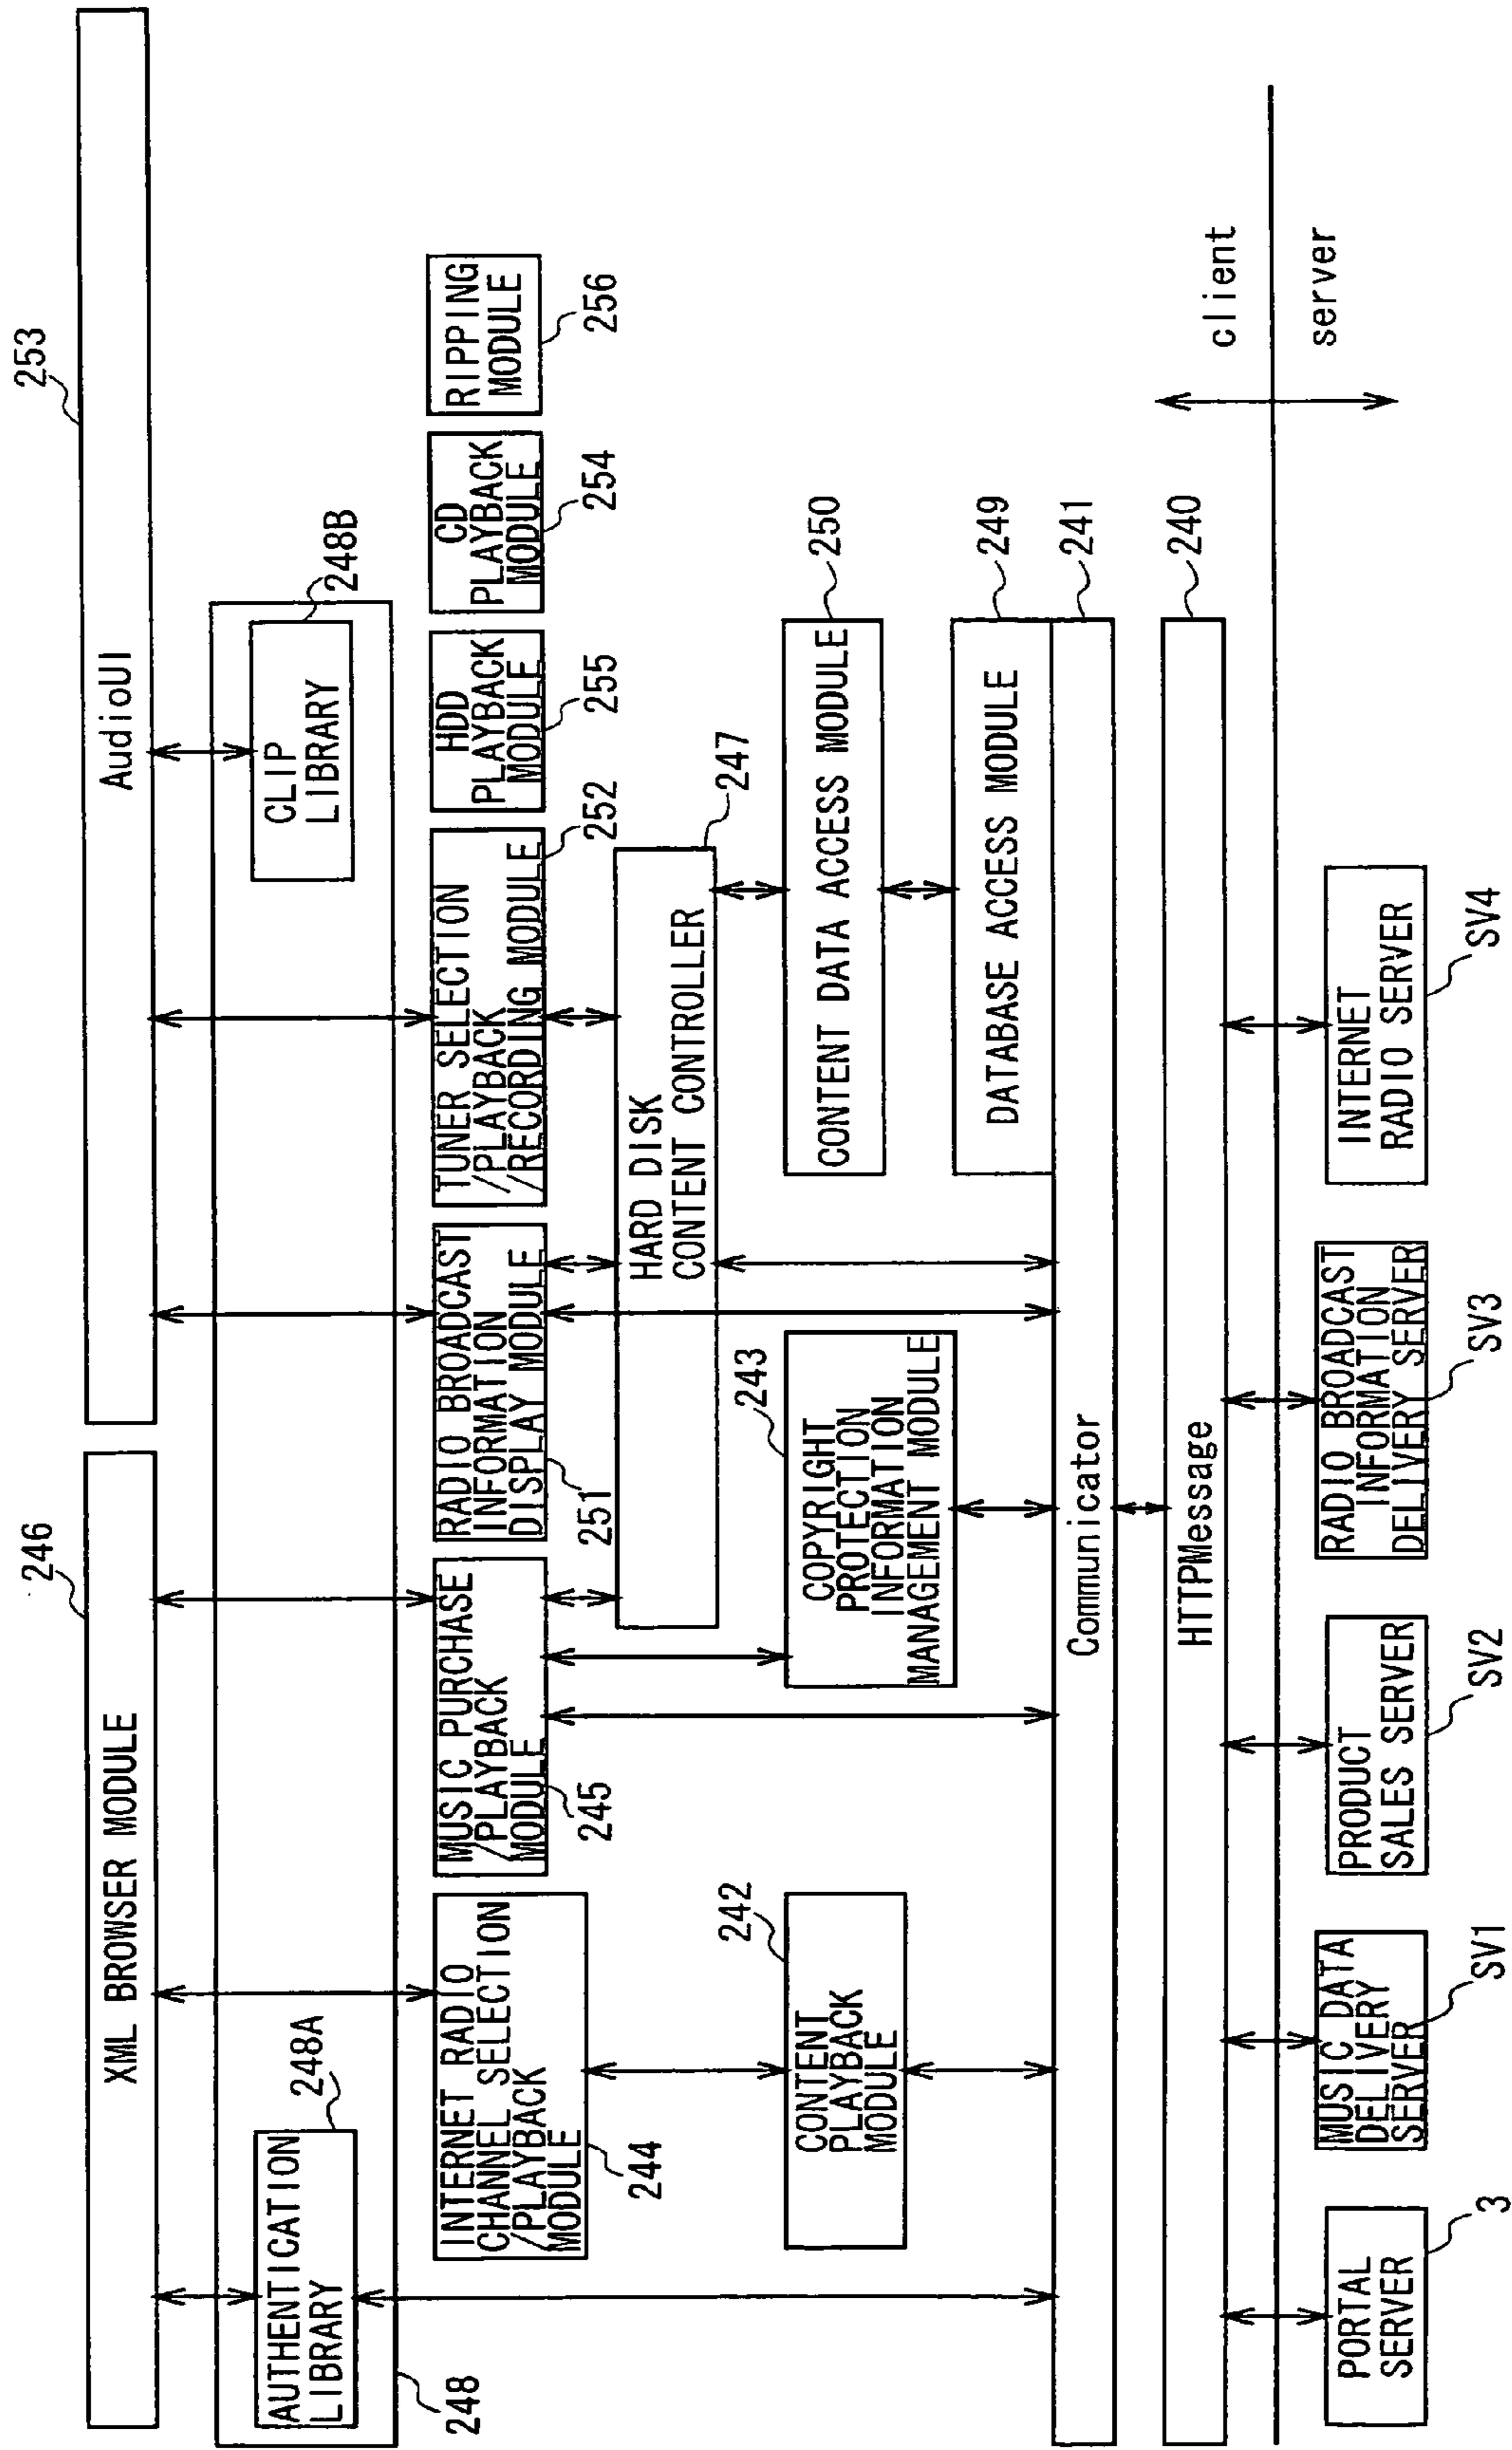 246
253
XML BROWSER MODULE
AudioUI
248A
248B
AUTHENTICATION
LIBRARY
CLIP
LIBRARY
248
INTERNET RADIO
CHANNEL SELECTION
/PLAYBACK
MODULE
244
MUSIC PURCHASE
/PLAYBACK
MODULE
245
RADIO BROADCAST
INFORMATION
DISPLAY MODULE
251
TUNER SELECTION
/PLAYBACK
/RECORDING MODULE
252
HDD
PLAYBACK
MODULE
255
CD
PLAYBACK
MODULE
254
RIPPING
MODULE
256
HARD DISK
CONTENT CONTROLLER
247
242
CONTENT
PLAYBACK
MODULE
243
COPYRIGHT
PROTECTION
INFORMATION
MANAGEMENT MODULE
CONTENT DATA ACCESS MODULE
250
DATABASE ACCESS MODULE
249
Communicator
241
HTTPMessage
240
client
server
PORTAL
SERVER
3
MUSIC DATA
DELIVERY
SERVER
SV1
PRODUCT
SALES SERVER
SV2
RADIO BROADCAST
INFORMATION
DELIVERY SERVER
SV3
INTERNET
RADIO SERVER
SV4